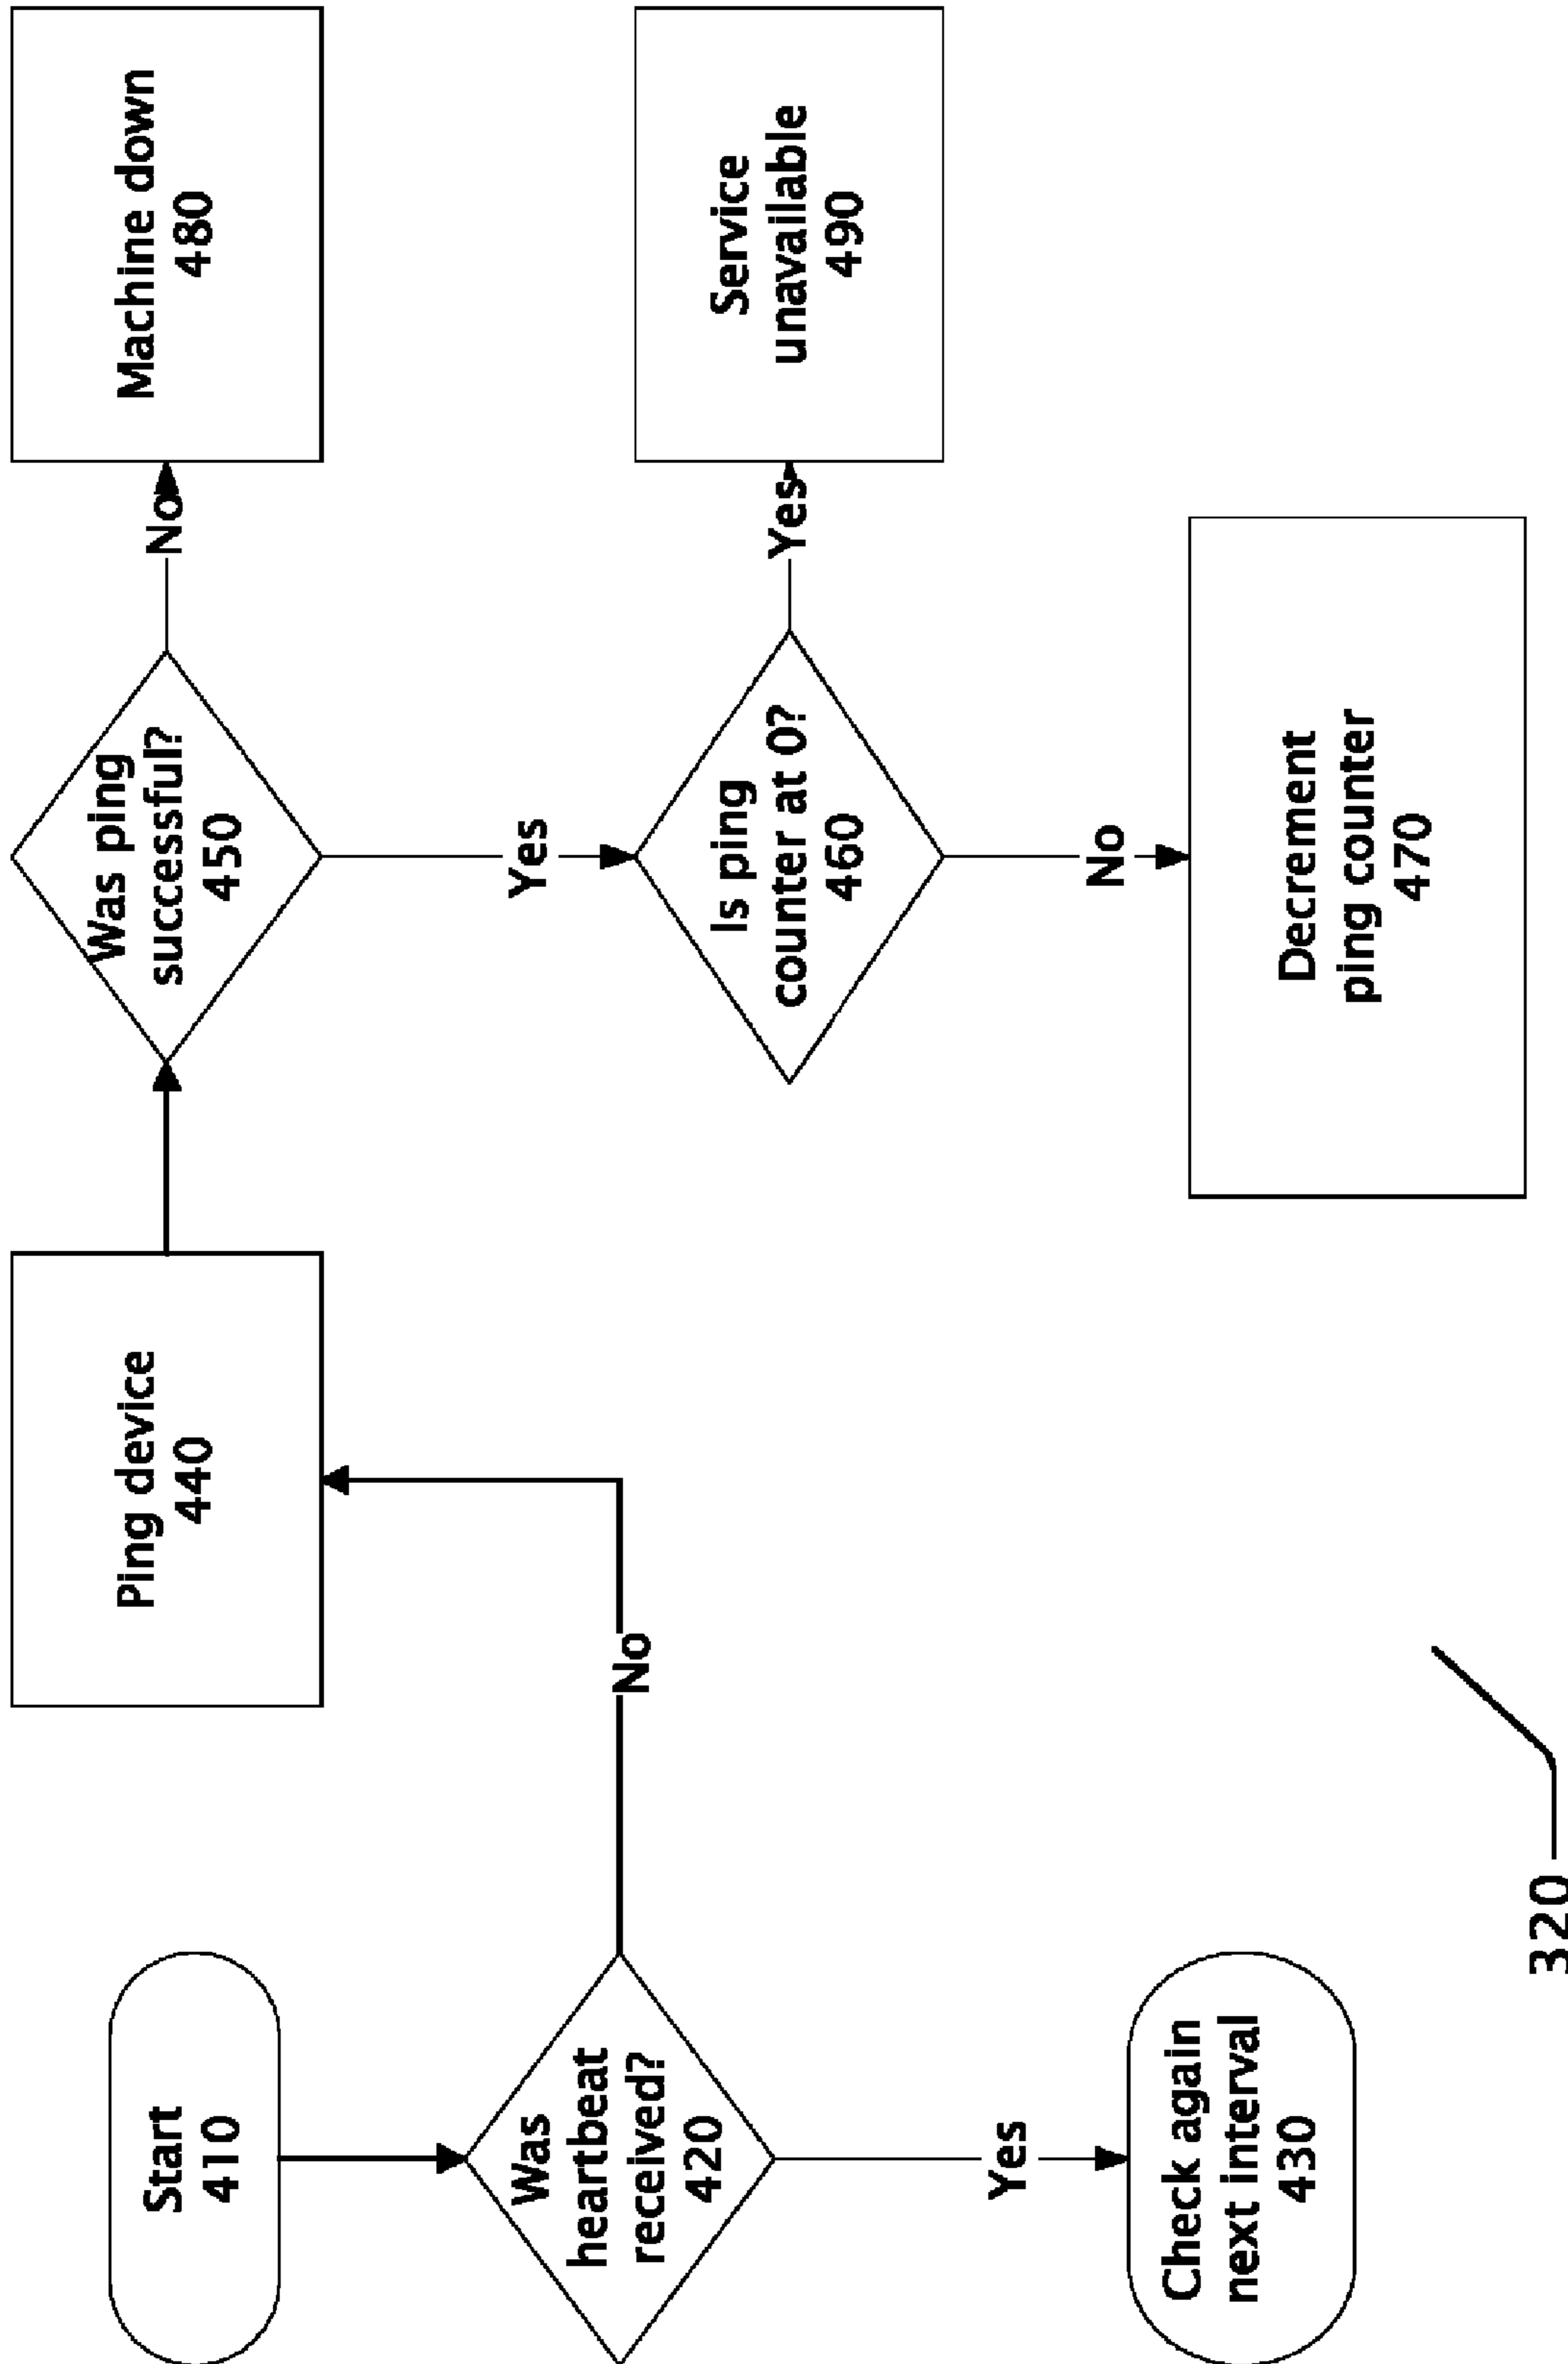 Start
410
Was
heartbeat
received?
420
Yes
Check again
next interval
430
No
Ping device
440
Was ping
successful?
450
No
Machine down
480
Yes
Is ping
counter at 0?
460
Yes
Service
unavailable
490
No
Decrement
ping counter
470
320